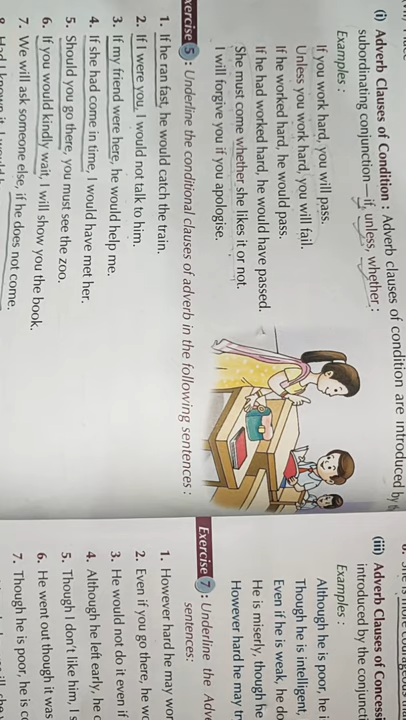 (i) Adverb Clauses of Condition : Adverb clauses of condition are introduced by
subordinating conjunction—if, unless, whether :
Examples :
If you work hard, you will pass.
Unless you work hard, you will fail.
If he worked hard, he would pass.
If he had worked hard, he would have passed.
She must come whether she likes it or not.
I will forgive you if you apologise.
Exercise 5 : Underline the conditional clauses of adverb in the following sentences :
1. If he ran fast, he would catch the train.
2. If I were you, I would not talk to him.
3. If my friend were here, he would help me.
4. If she had come in time, I would have met her.
5. Should you go there, you must see the zoo.
6. If you would kindly wait, I will show you the book.
7. We will ask someone else, if he does not come.
(iii) Adverb Clauses of
introduced by the
Examples :
Although he is poor, he
Though he is intelligent,
Even if he is weak, he
He is miserly, though he
However hard he may
Exercise 7 : Underline the
sentences.
1. However hard he may
2. Even if you go there,
3. He would not do it even if
4. Although he left early, he
5. Though I don't like him, I
6. He went out though it was
7. Though he is poor, he is